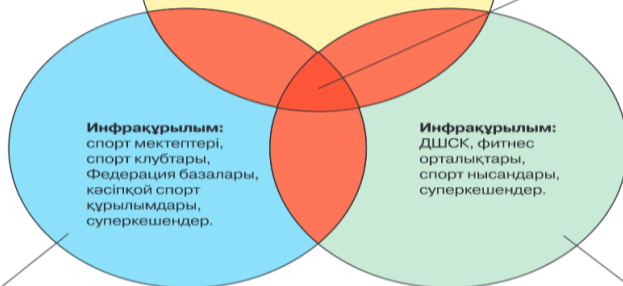 Инфрақұрылым:
спорт мектептері,
спорт клубтары,
Федерация базалары,
кәсіпқой спорт
құрылымдары,
суперкешендер.
Инфрақұрылым:
ДШСК, фитнес
орталықтары,
спорт нысандары,
суперкешендер.